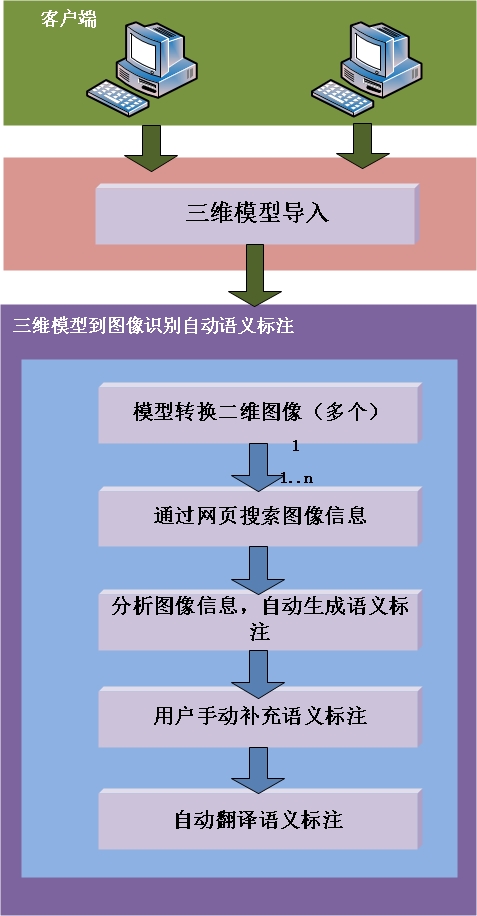 客户端
三维模型导入
三维模型到图像识别自动语义标注
模型转换二维图像（多个）
1
1..n
通过网页搜索图像信息
分析图像信息，自动生成语义标
注
用户手动补充语义标注
自动翻译语义标注